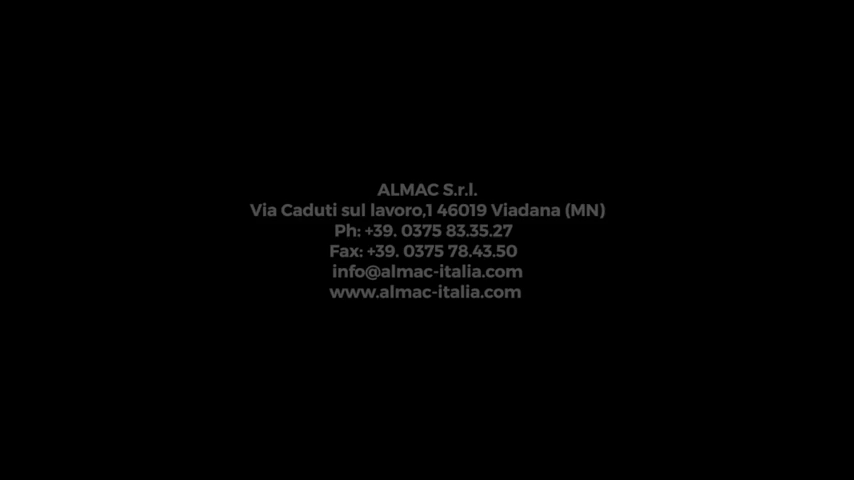 ALMAC S.r.l.
Via Caduti sul lavoro,1 46019 Viadana (MN)
Ph: +39. 0375 83.35.27
Fax: +39. 0375 78.43.50
info@almac-italia.com
www.almac-italia.com